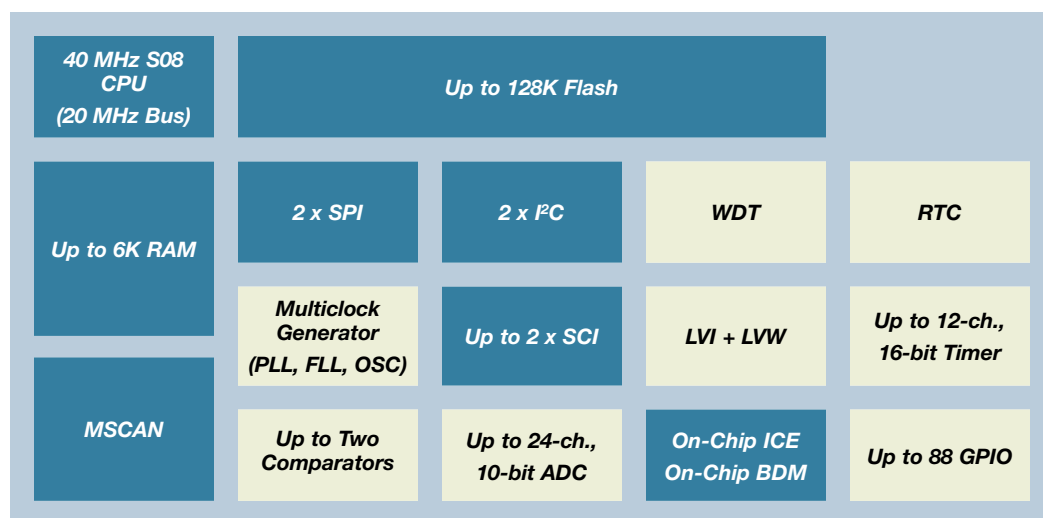 40 MHz S08
CPU
(20 MHz Bus)
Up to 128K Flash
Up to 6K RAM
2 x SPI
2 x I²C
WDT
RTC
Multiclock
Generator
(PLL, FLL, OSC)
Up to 2 x SCI
LVI + LVW
Up to 12-ch.,
16-bit Timer
MSCAN
Up to Two
Comparators
Up to 24-ch.,
10-bit ADC
On-Chip ICE
On-Chip BDM
Up to 88 GPIO